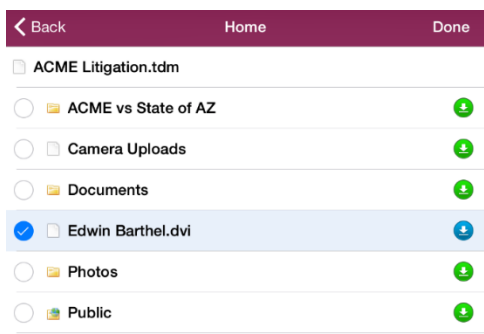 Back Home Done
ACME Litigation.tdm
ACME vs State of AZ
Camera Uploads
Documents
Edwin Barthel.dvi
Photos
Public